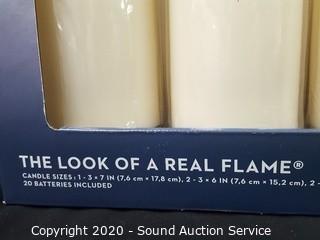 THE LOOK OF A REAL FLAME®
CANDLE SIZES: 1 - 3 × 7 IN (7,6 cm × 17,8 cm), 2 - 3 × 6 IN (7,6 cm × 15,2 cm), 2 -
20 BATTERIES INCLUDED
Copyright 2020 - Sound Auction Service